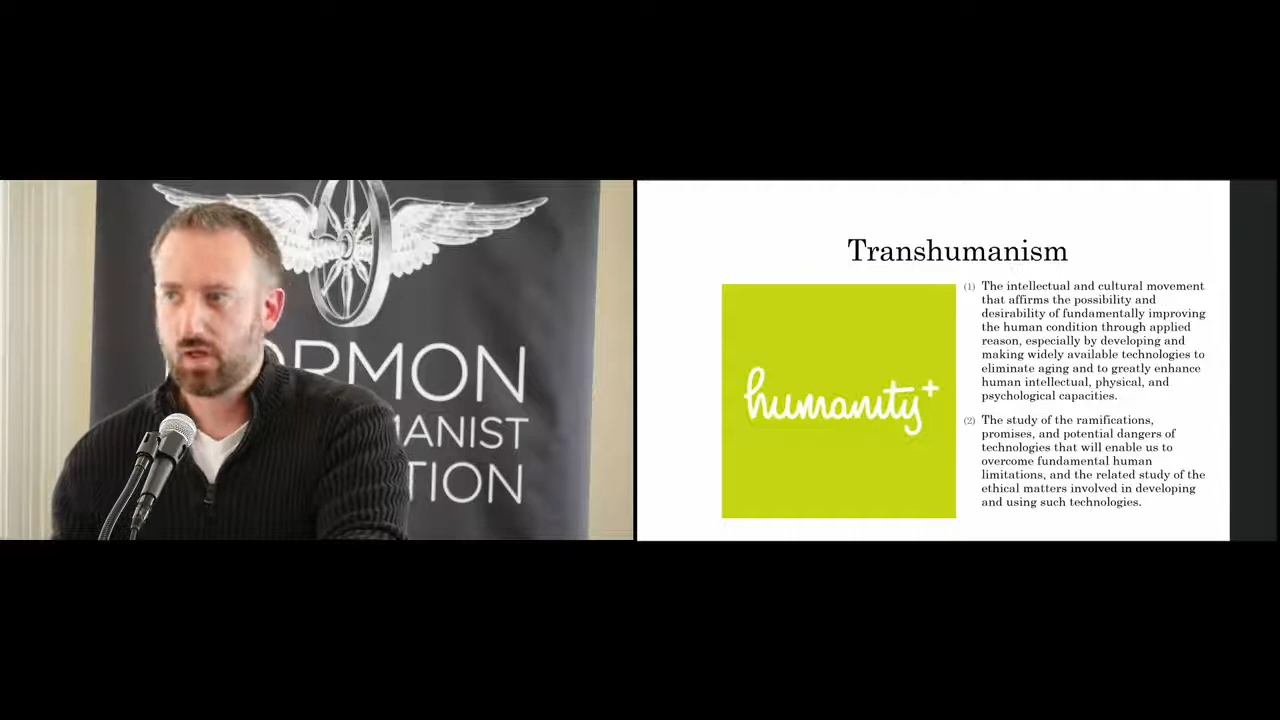 ORMON
MANIST
TION
Transhumanism
humanity+
(1) The intellectual and cultural movement
that affirms the possibility and
desirability of fundamentally improving
the human condition through applied
reason, especially by developing and
making widely available technologies to
eliminate aging and to greatly enhance
human intellectual, physical, and
psychological capacities.
(2) The study of the ramifications,
promises, and potential dangers of
technologies that will enable us to
overcome fundamental human
limitations, and the related study of the
ethical matters involved in developing
and using such technologies.